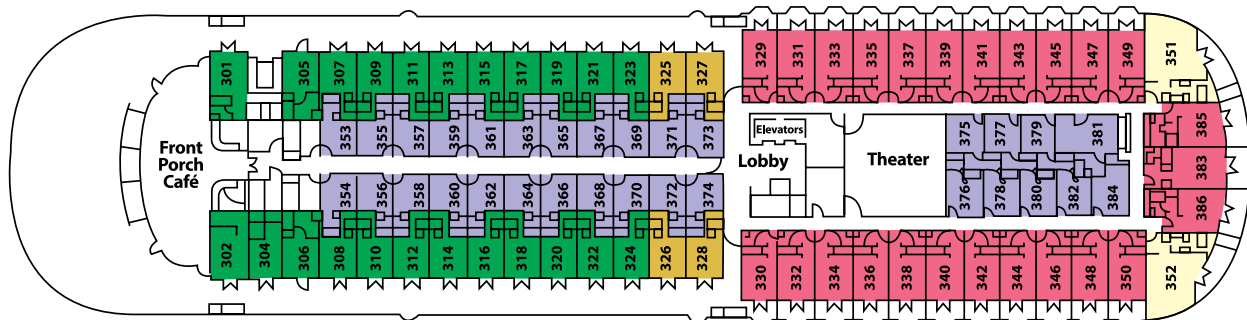 329 331 333 335 337 339 341 343 345 347 349 351
301 305 307 309 311 313 315 317 319 321 323 325 327
353 355 357 359 361 363 365 367 369 371 373
Elevators
375 377 379 381
385
Front
Porch
Café
Lobby
Theater
383
354 356 358 360 362 364 366 368 370 372 374
376 378 380 382 384
386
302 304 306 308 310 312 314 316 318 320 322 324 326 328
330 332 334 336 338 340 342 344 346 348 350 352